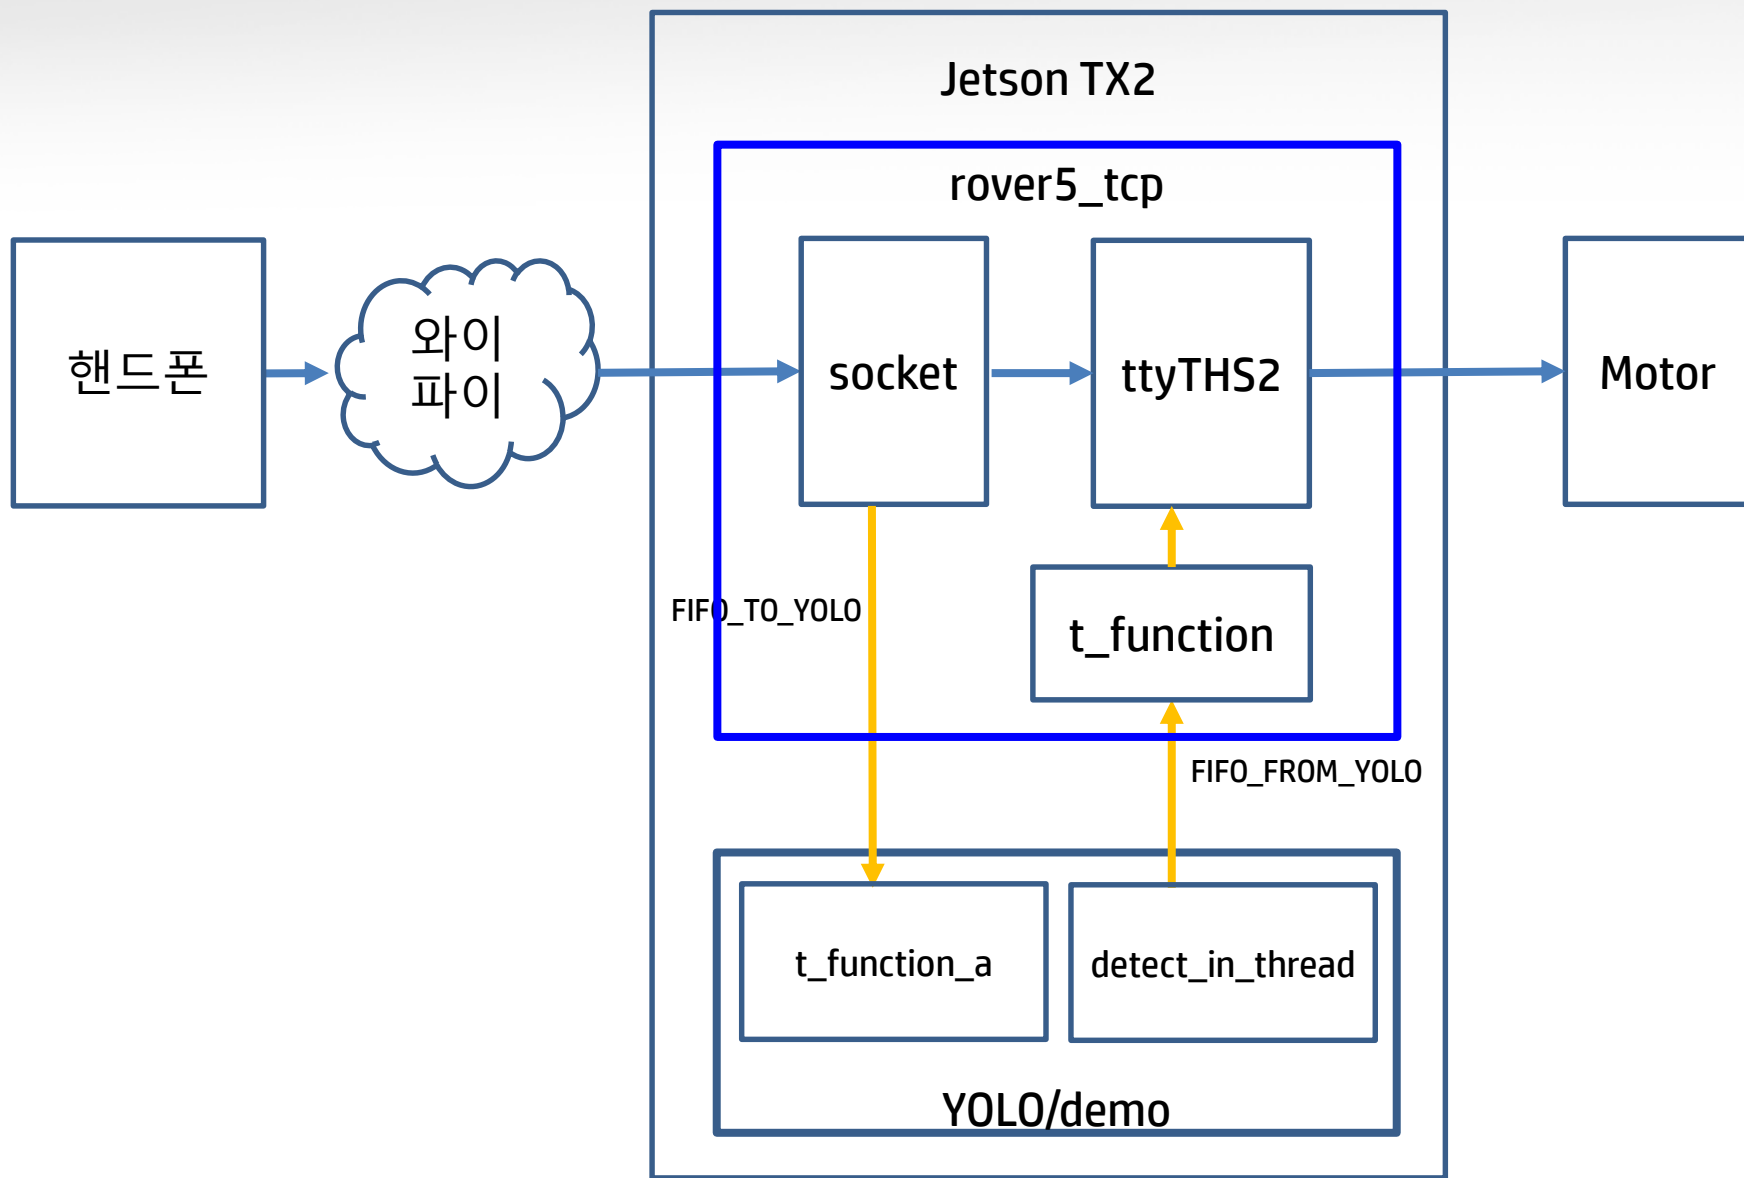 Jetson TX2
rover5_tcp
핸드폰
와이
파이
socket
ttyTHS2
Motor
FIFO_TO_YOLO
t_function
FIFO_FROM_YOLO
t_function_a
detect_in_thread
YOLO/demo